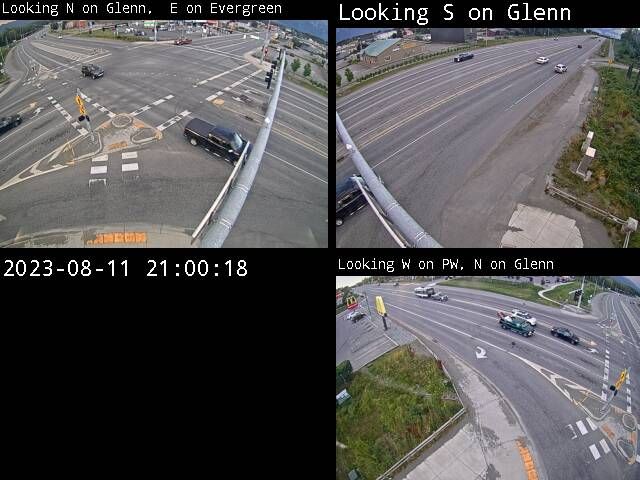 Looking N on Glenn,  E on Evergreen
Looking S on Glenn
2023-08-11 21:00:18
Looking W on PW, N on Glenn